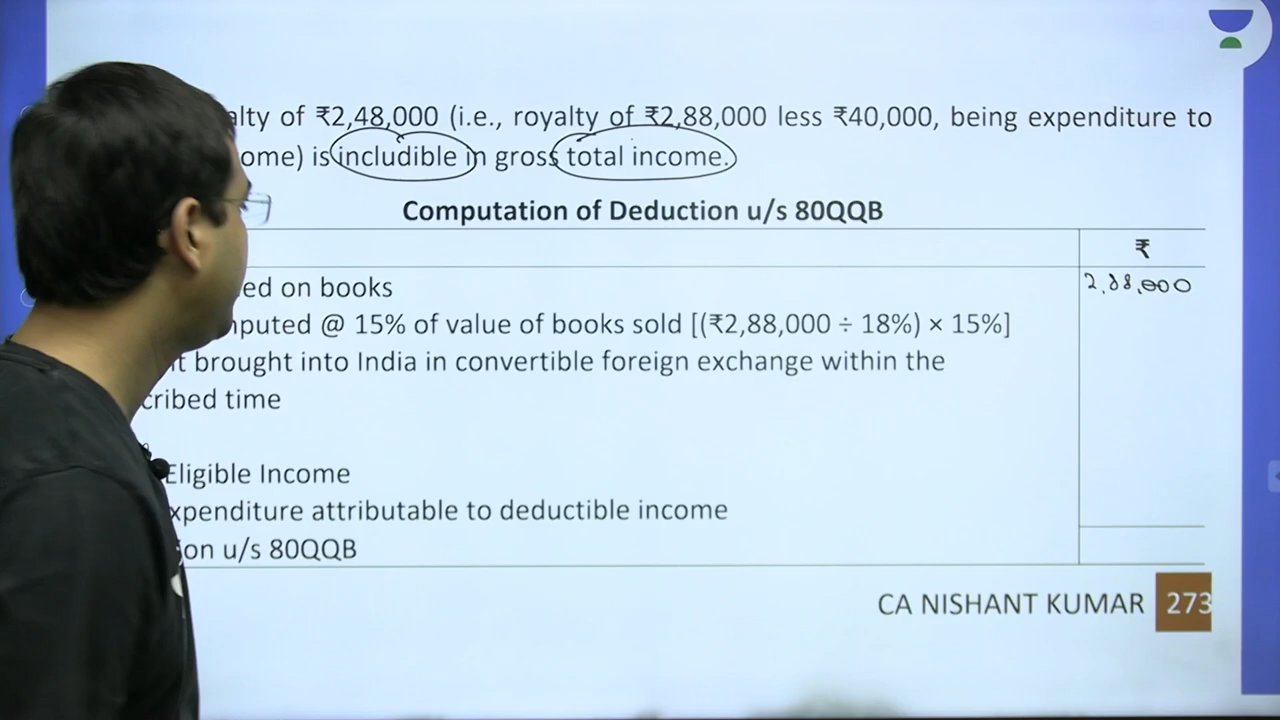 alty of ₹2,48,000 (i.e., royalty of ₹2,88,000 less ₹40,000, being expenditure to
ome) is includible in gross total income.
Computation of Deduction u/s 80QQB
₹
ed on books 2,88,000
mputed @ 15% of value of books sold [(₹2,88,000 ÷ 18%) × 15%]
t brought into India in convertible foreign exchange within the
cribed time
Eligible Income
xpenditure attributable to deductible income
ion u/s 80QQB
CA NISHANT KUMAR 273